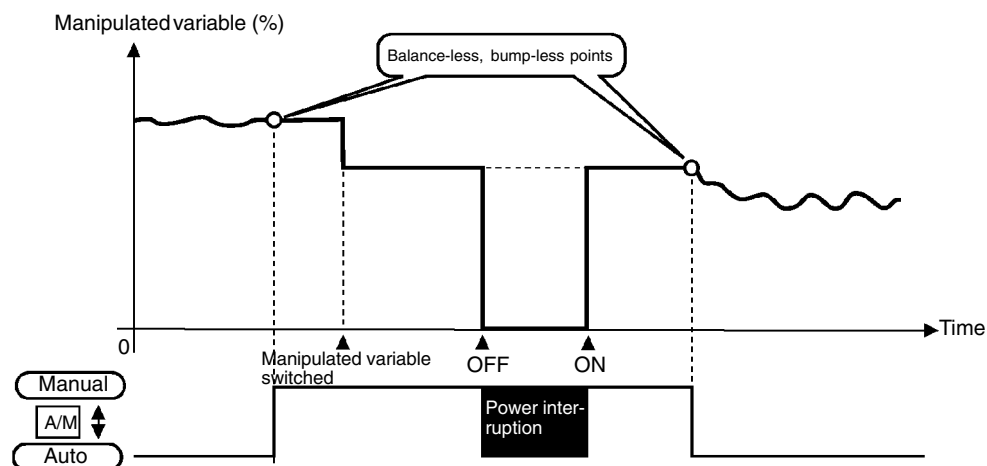 Manipulated variable (%)
Balance-less, bump-less points
Time
0
Manipulated variable
switched
OFF
ON
Manual
A/M
Auto
Power inter-
ruption